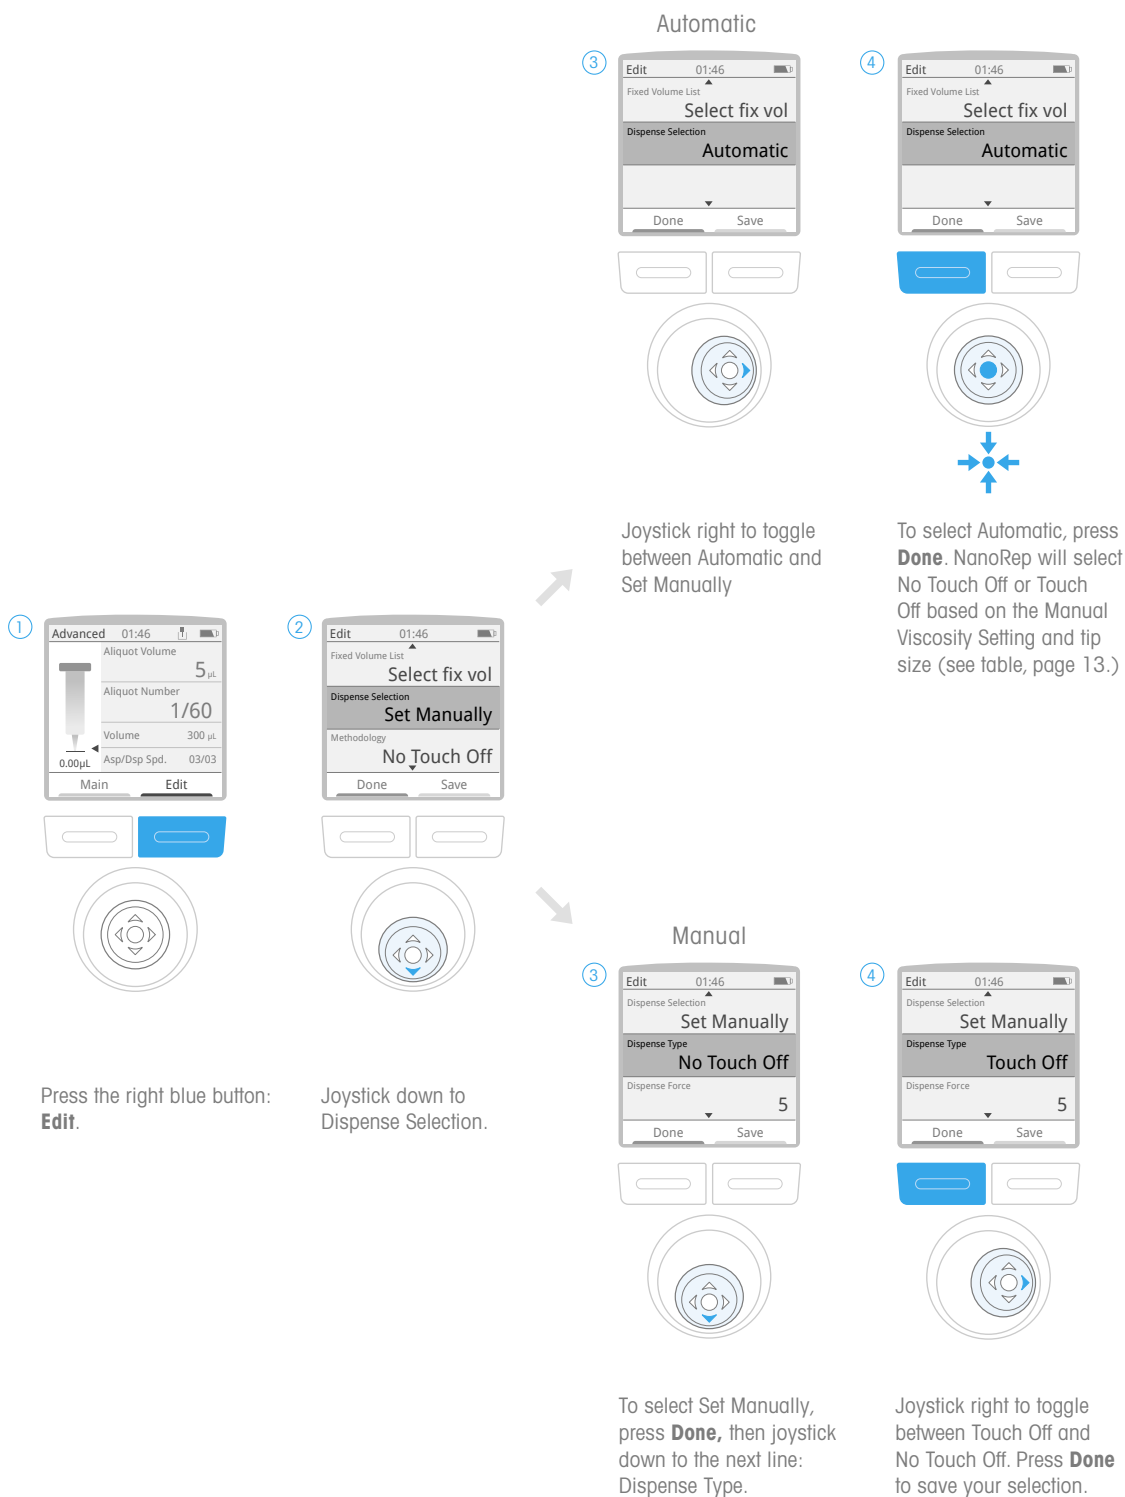 Automatic
3
Edit 01:46
Fixed Volume List
Select fix vol
Dispense Selection
Automatic
Done Save
Joystick right to toggle
between Automatic and
Set Manually
4
Edit 01:46
Fixed Volume List
Select fix vol
Dispense Selection
Automatic
Done Save
To select Automatic, press
Done. NanoRep will select
No Touch Off or Touch
Off based on the Manual
Viscosity Setting and tip
size (see table, page 13.)
1
Advanced 01:46
Aliquot Volume
5 µL
Aliquot Number
1/60
Volume 300 µL
Asp/Dsp Spd. 03/03
0.00µL
Main Edit
Press the right blue button:
Edit.
2
Edit 01:46
Fixed Volume List
Select fix vol
Dispense Selection
Set Manually
Methodology
No Touch Off
Done Save
Joystick down to
Dispense Selection.
Manual
3
Edit 01:46
Dispense Selection
Set Manually
Dispense Type
No Touch Off
Dispense Force
5
Done Save
To select Set Manually,
press Done, then joystick
down to the next line:
Dispense Type.
4
Edit 01:46
Dispense Selection
Set Manually
Dispense Type
Touch Off
Dispense Force
5
Done Save
Joystick right to toggle
between Touch Off and
No Touch Off. Press Done
to save your selection.